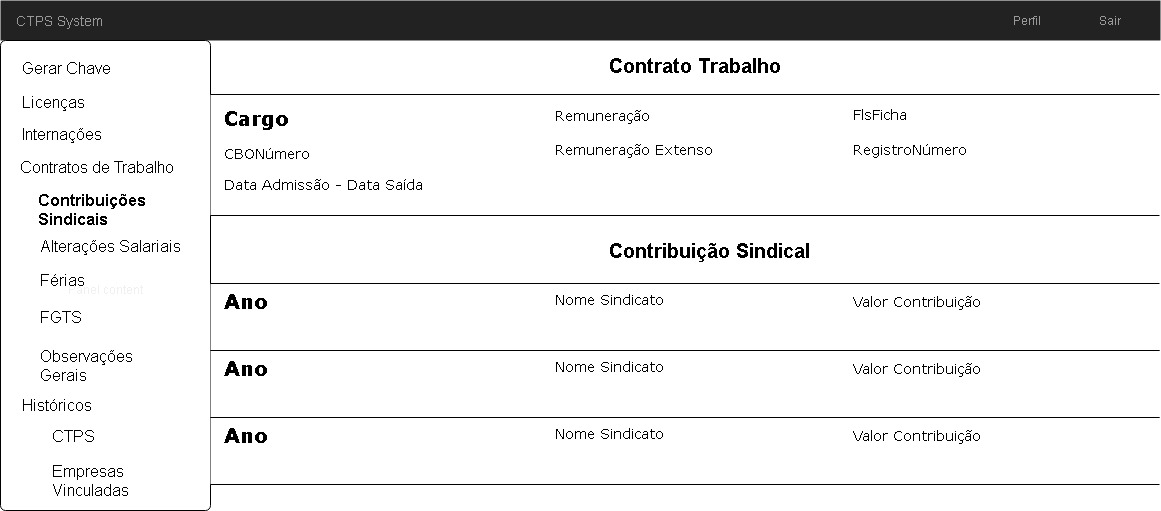 CTPS System
Perfil
Sair
Gerar Chave
Licenças
Internações
Contratos de Trabalho
Contribuições
Sindicais
Alterações Salariais
Férias
Panel content
FGTS
Observações
Gerais
Históricos
CTPS
Empresas
Vinculadas
Contrato Trabalho
Cargo
Remuneração
FlsFicha
CBONúmero
Remuneração Extenso
RegistroNúmero
Data Admissão - Data Saída
Contribuição Sindical
Ano
Nome Sindicato
Valor Contribuição
Ano
Nome Sindicato
Valor Contribuição
Ano
Nome Sindicato
Valor Contribuição